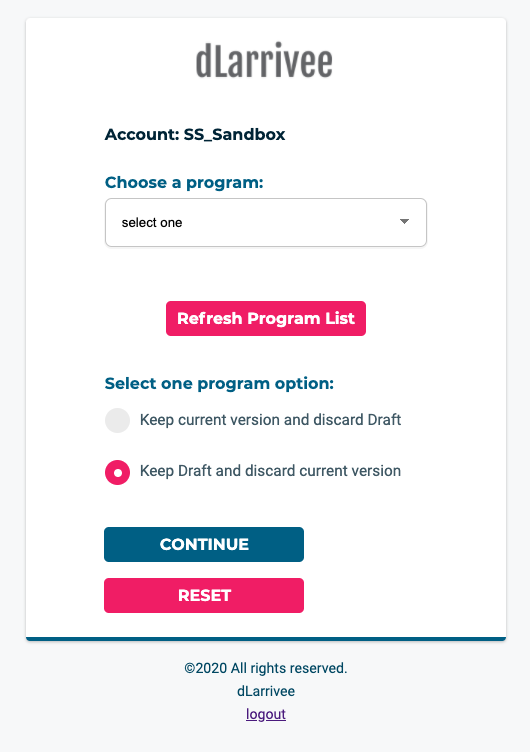 dLarrivee
Account: SS_Sandbox
Choose a program:
select one
Refresh Program List
Select one program option:
Keep current version and discard Draft
Keep Draft and discard current version
CONTINUE
RESET
©2020 All rights reserved.
dLarrivee
logout